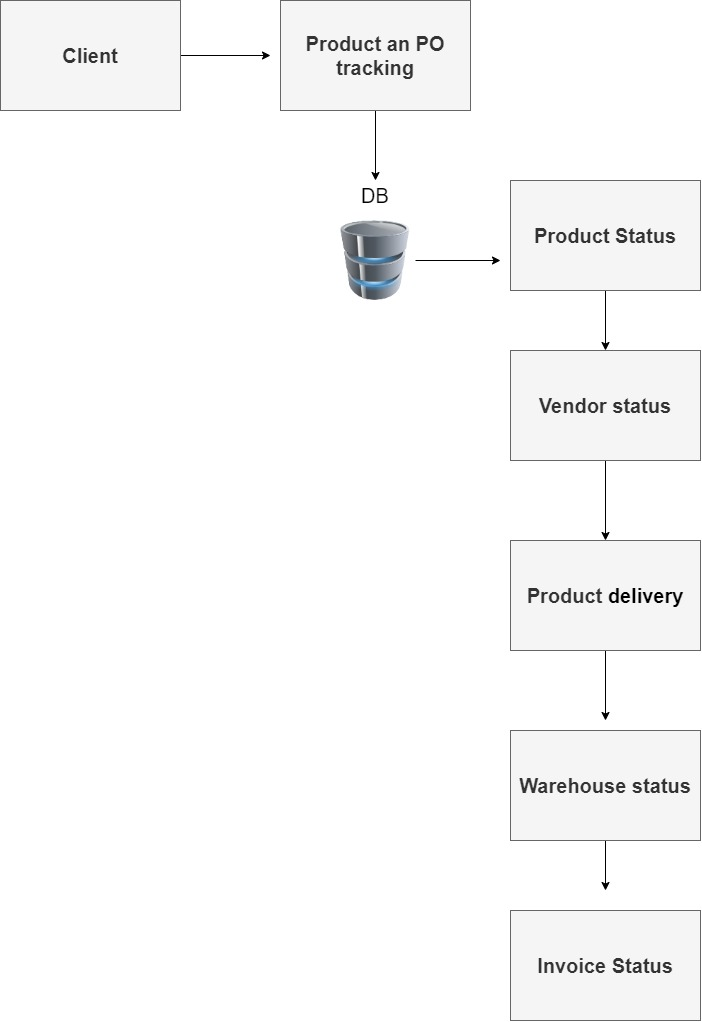 Client
Product an PO
tracking
DB
Product Status
Vendor status
Product delivery
Warehouse status
Invoice Status